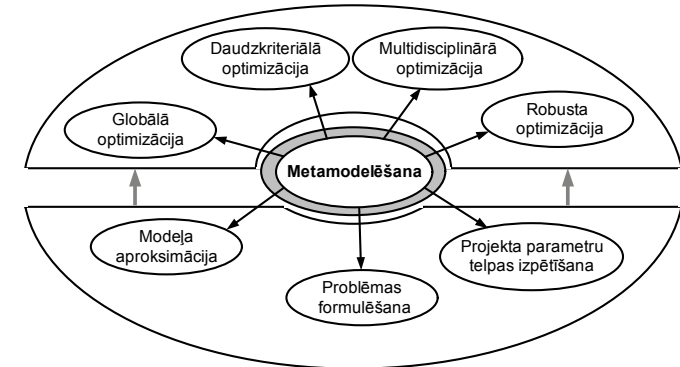 Daudzkriteriālā
optimizācija
Multidisciplinārā
optimizācija
Globālā
optimizācija
Robusta
optimizācija
Metamodelēšana
Modeļa
aproksimācija
Projekta parametru
telpas izpētīšana
Problēmas
formulēšana